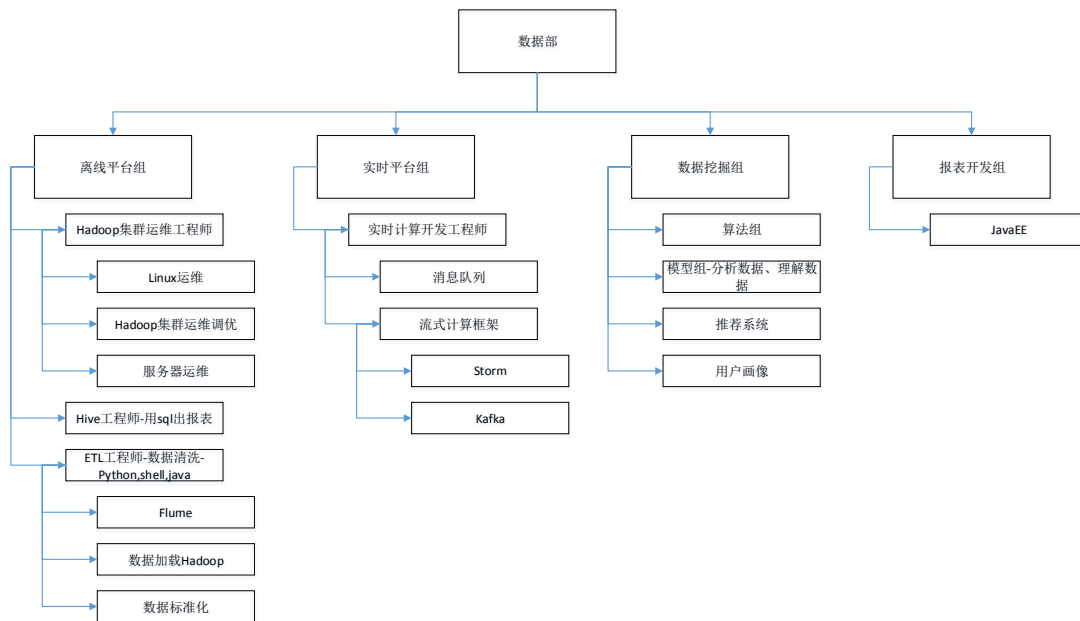 数据部
离线平台组
Hadoop集群运维工程师
Linux运维
Hadoop集群运维调优
服务器运维
Hive工程师-用sql出报表
ETL工程师-数据清洗-
Python,shell,java
Flume
数据加载Hadoop
数据标准化
实时平台组
实时计算开发工程师
消息队列
流式计算框架
Storm
Kafka
数据挖掘组
算法组
模型组-分析数据、理解数
据
推荐系统
用户画像
报表开发组
JavaEE